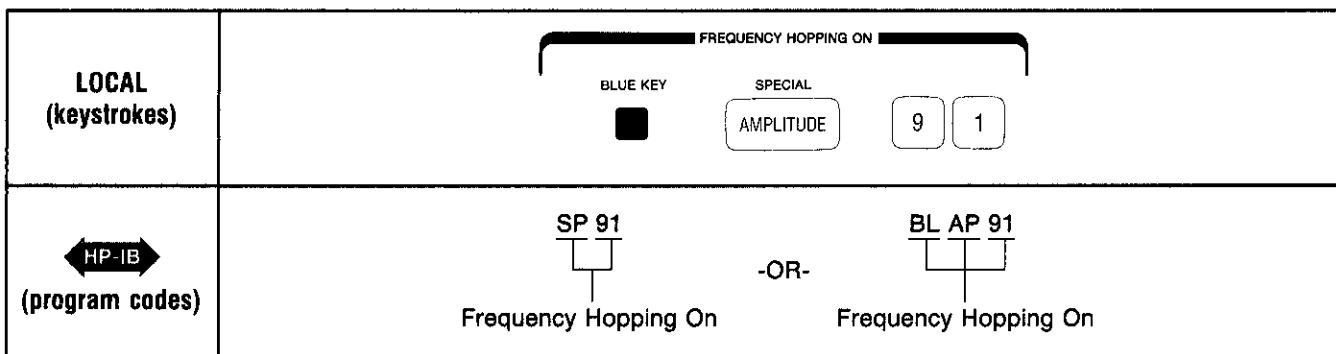 LOCAL
(keystrokes)
FREQUENCY HOPPING ON
BLUE KEY
SPECIAL
AMPLITUDE
9
1
HP-IB
(program codes)
SP 91
-OR-
BL AP 91
Frequency Hopping On
Frequency Hopping On